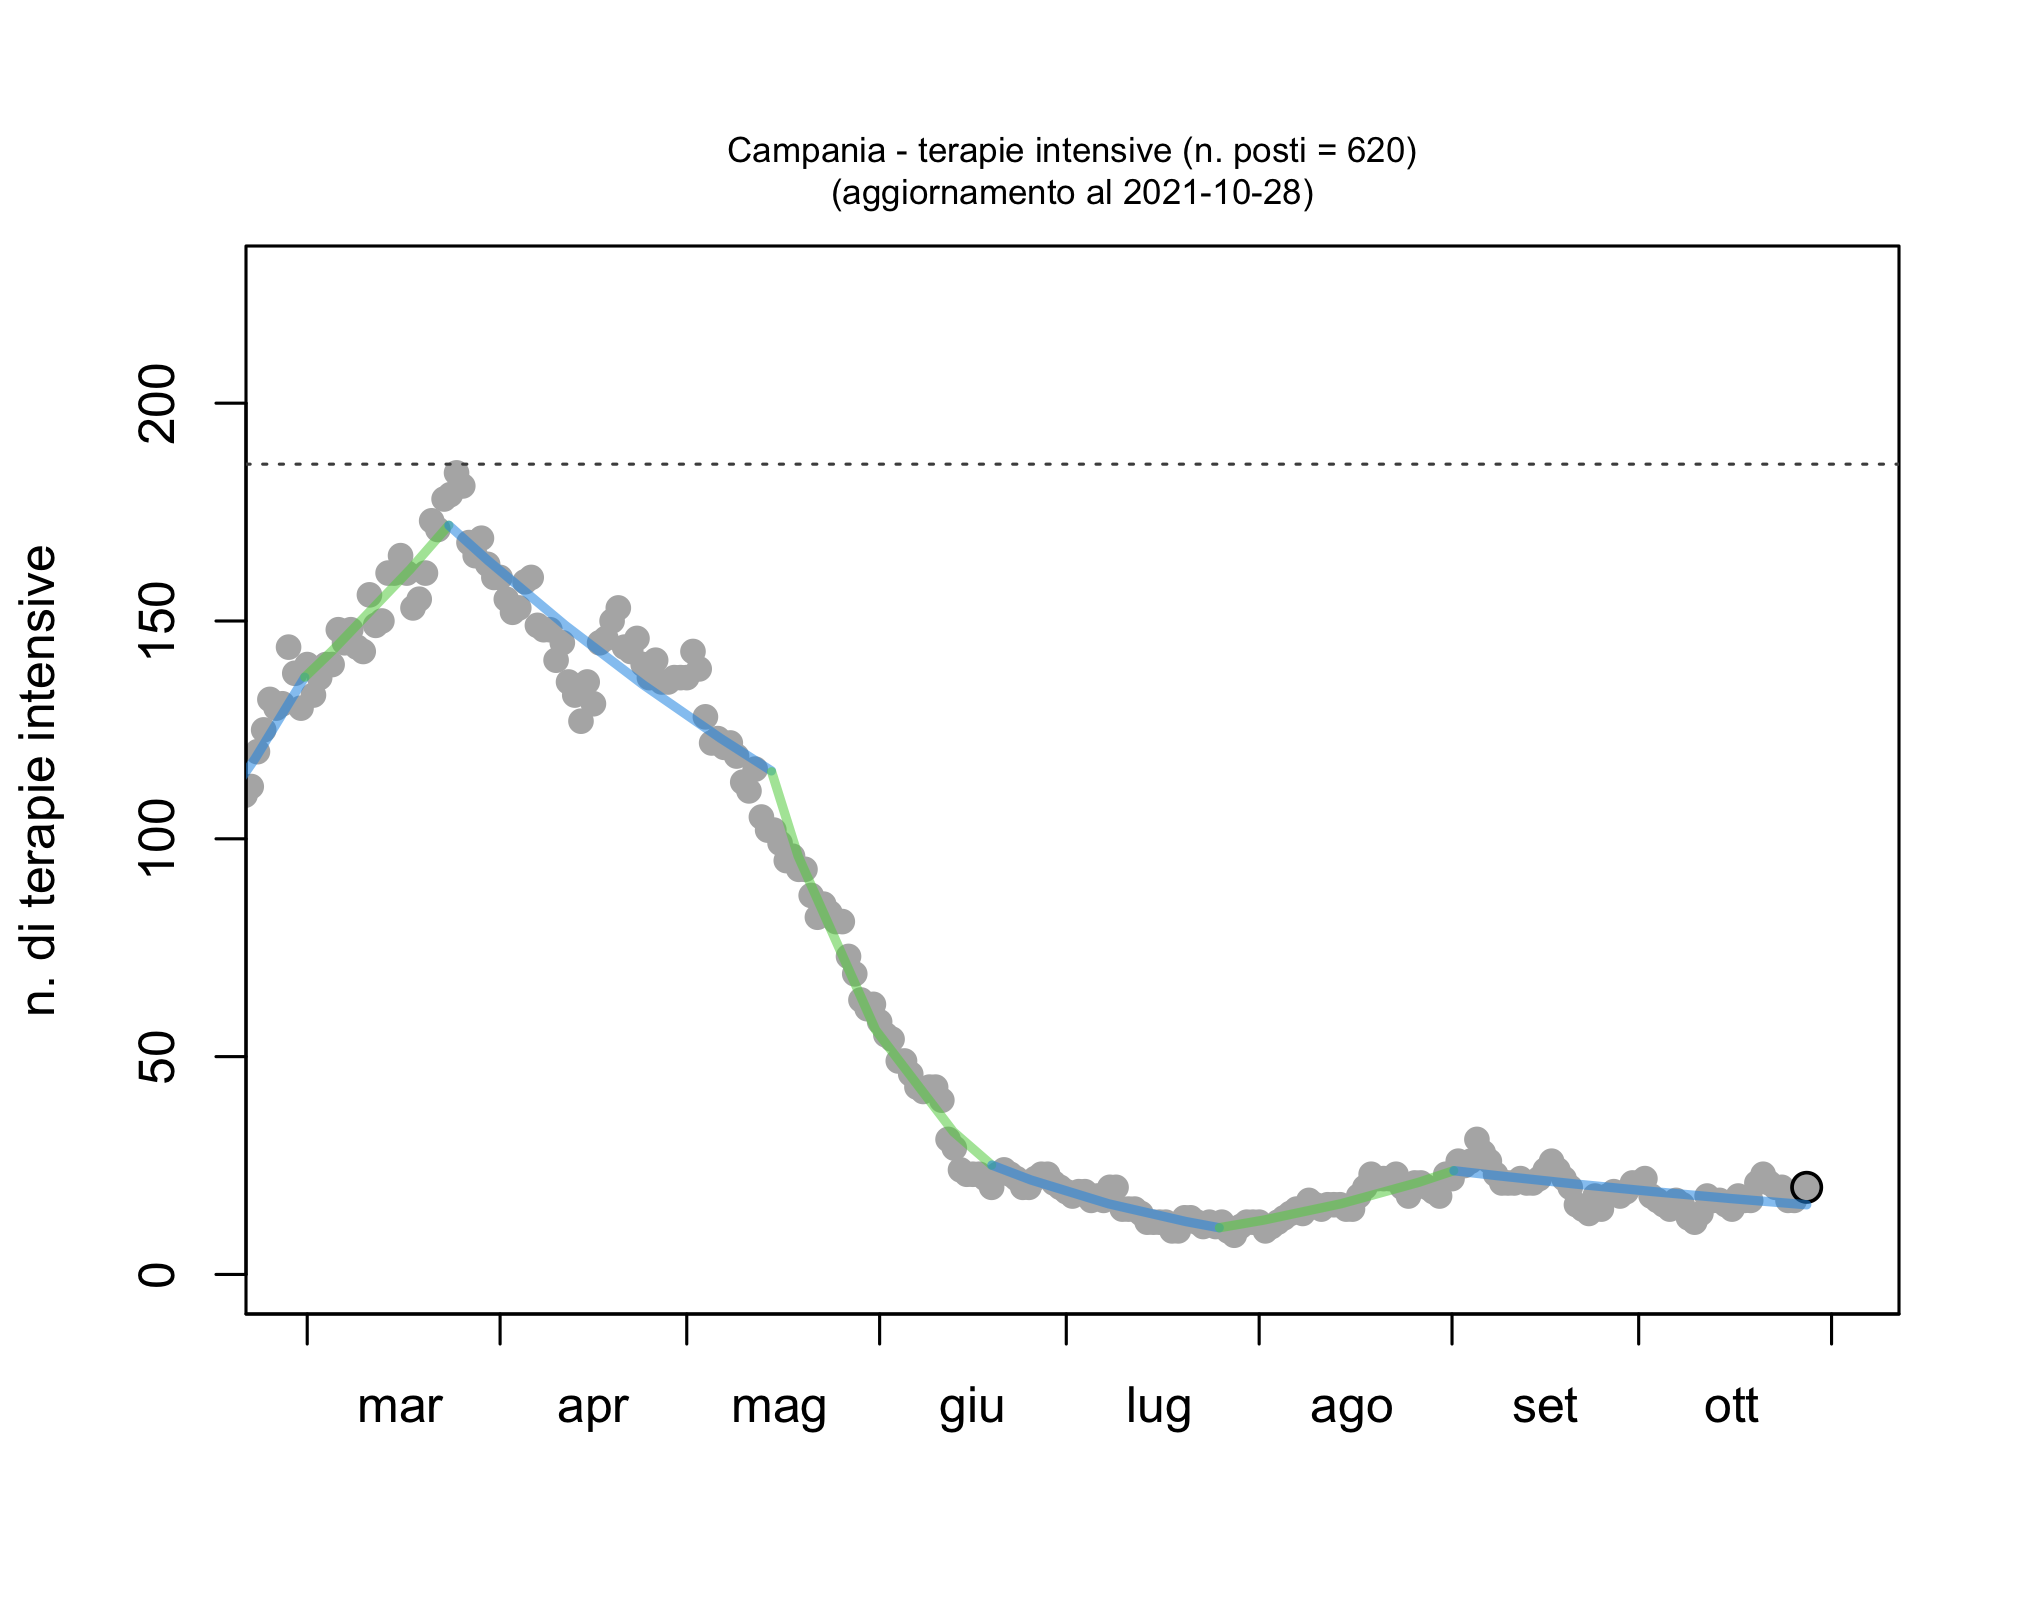 Campania - terapie intensive (n. posti = 620)
(aggiornamento al 2021-10-28)
n. di terapie intensive
200
150
100
50
0
mar apr mag giu lug ago set ott